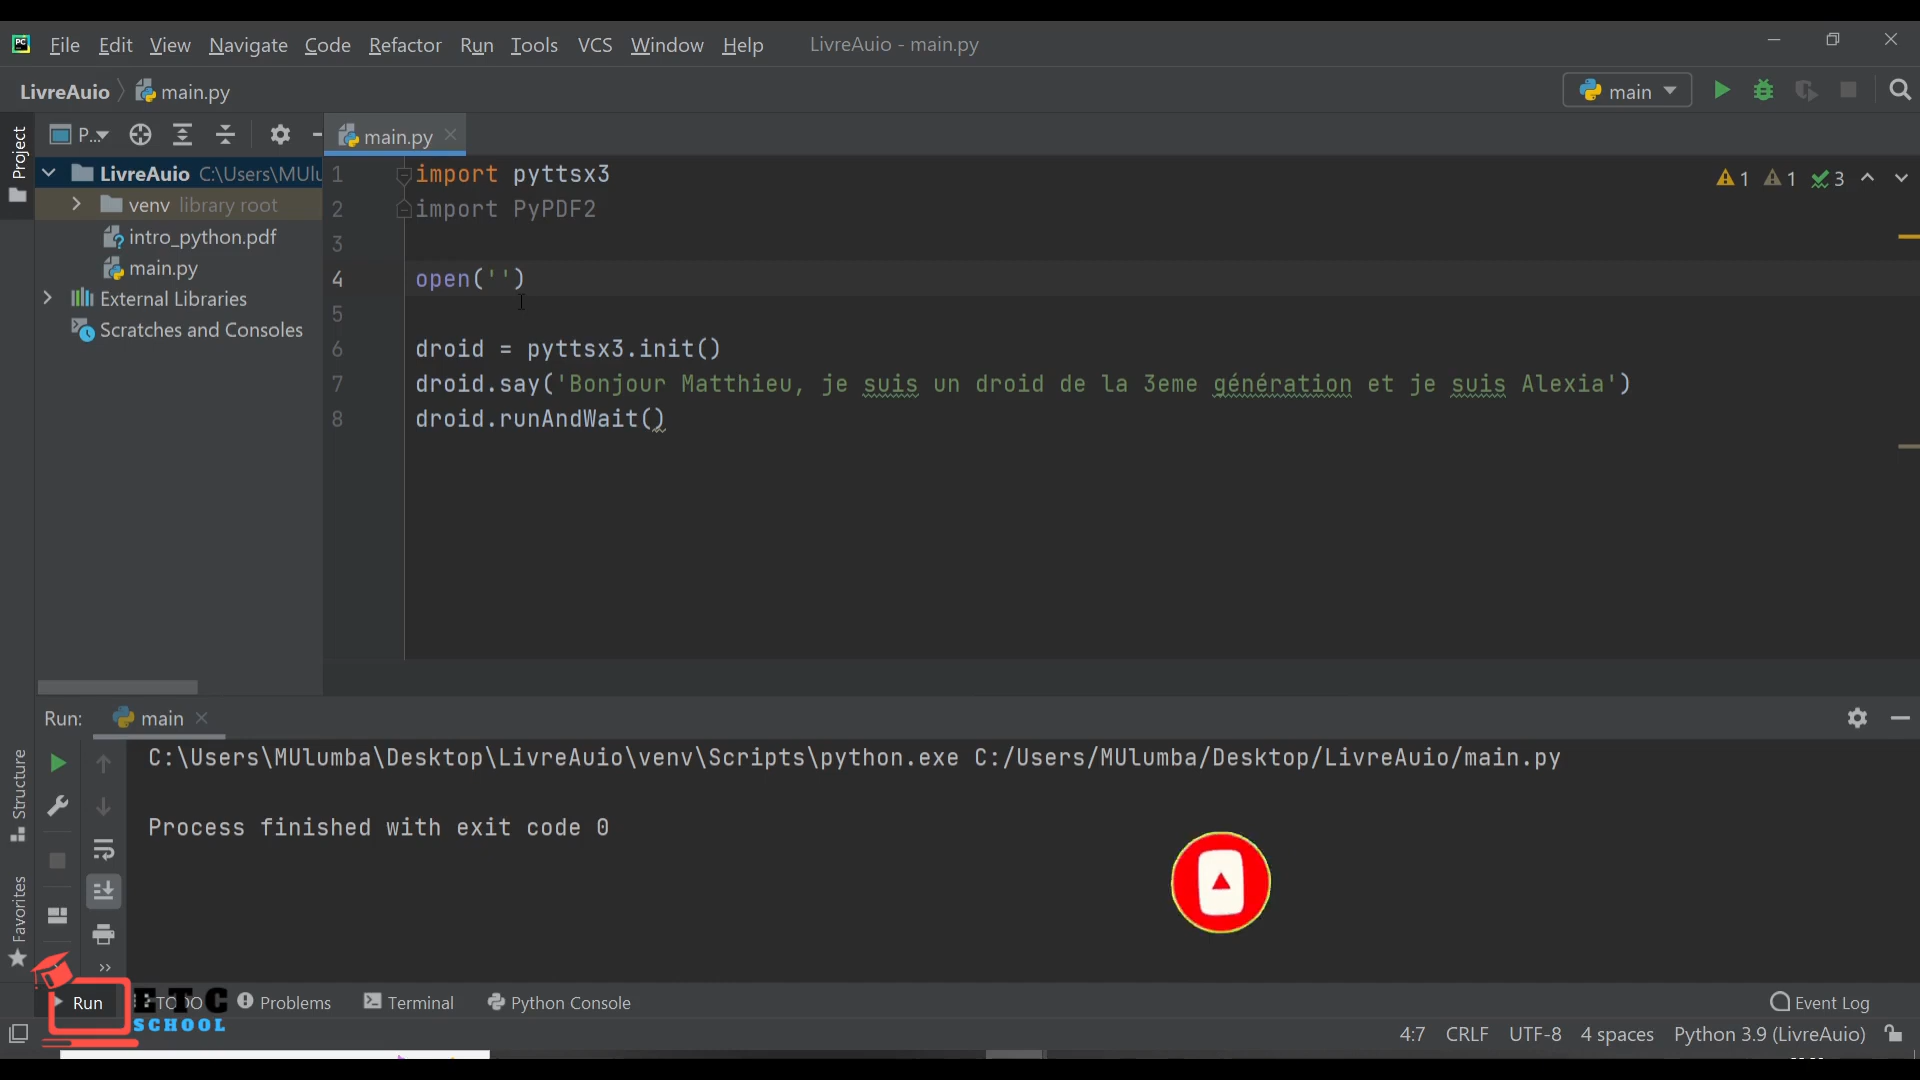 File Edit View Navigate Code Refactor Run Tools VCS Window Help LivreAuio - main.py
LivreAuio main.py main
P... main.py
Project
LivreAuio C:\Users\MUlu
venv library root
intro_python.pdf
main.py
External Libraries
Scratches and Consoles
1 import pyttsx3
2 import PyPDF2
3
4 open('')
5
6 droid = pyttsx3.init()
7 droid.say('Bonjour Matthieu, je suis un droid de la 3eme génération et je suis Alexia')
8 droid.runAndWait()
1 1 3
Run: main
C:\Users\MUlumba\Desktop\LivreAuio\venv\Scripts\python.exe C:/Users/MUlumba/Desktop/LivreAuio/main.py
Process finished with exit code 0
Structure
Favorites
Run TODO Problems Terminal Python Console Event Log
ETC
SCHOOL
4:7 CRLF UTF-8 4 spaces Python 3.9 (LivreAuio)